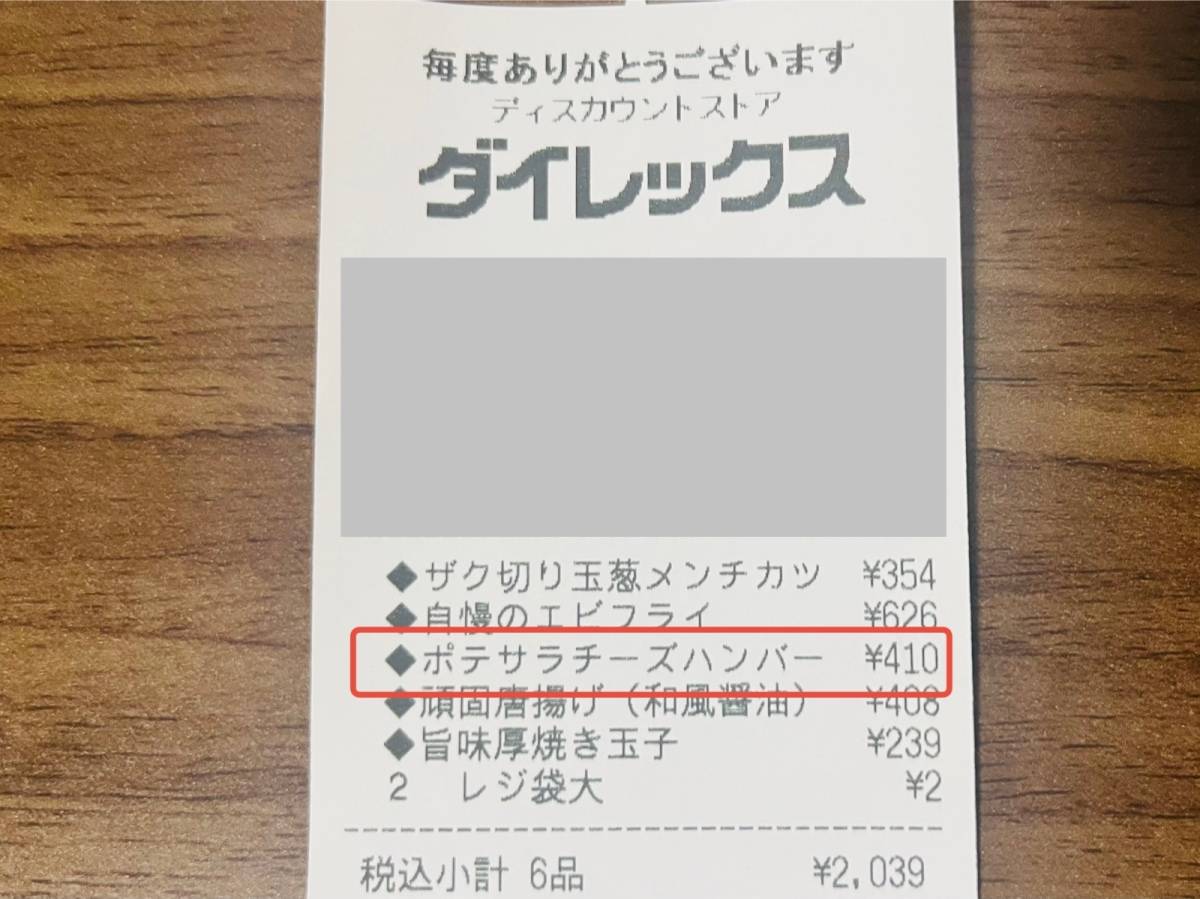 毎度ありがとうございます
ディスカウントストア
ダイレックス
◆ザク切り玉葱メンチカツ ¥354
◆自慢のエビフライ ¥626
◆ポテサラチーズハンバー ¥410
◆頑固唐揚げ(和風醤油) ¥408
◆旨味厚焼き玉子 ¥239
2 レジ袋大 ¥2
税込小計 6品 ¥2,039